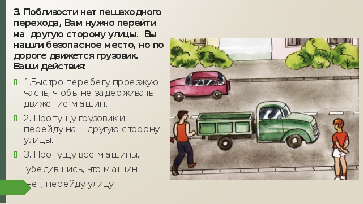 3. Поблизости нет пешеходного
перехода, Вам нужно перейти
на другую сторону улицы. Вы
нашли безопасное место, но по
дороге движется грузовик.
Ваши действия:
1.Быстро перебегу проезжую
часть, чтобы не задерживать
движение машин.
2. Пропущу грузовик и
перейду на другую сторону
улицы.
3. Пропущу все машины,
убедившись, что машин
нет, перейду улицу